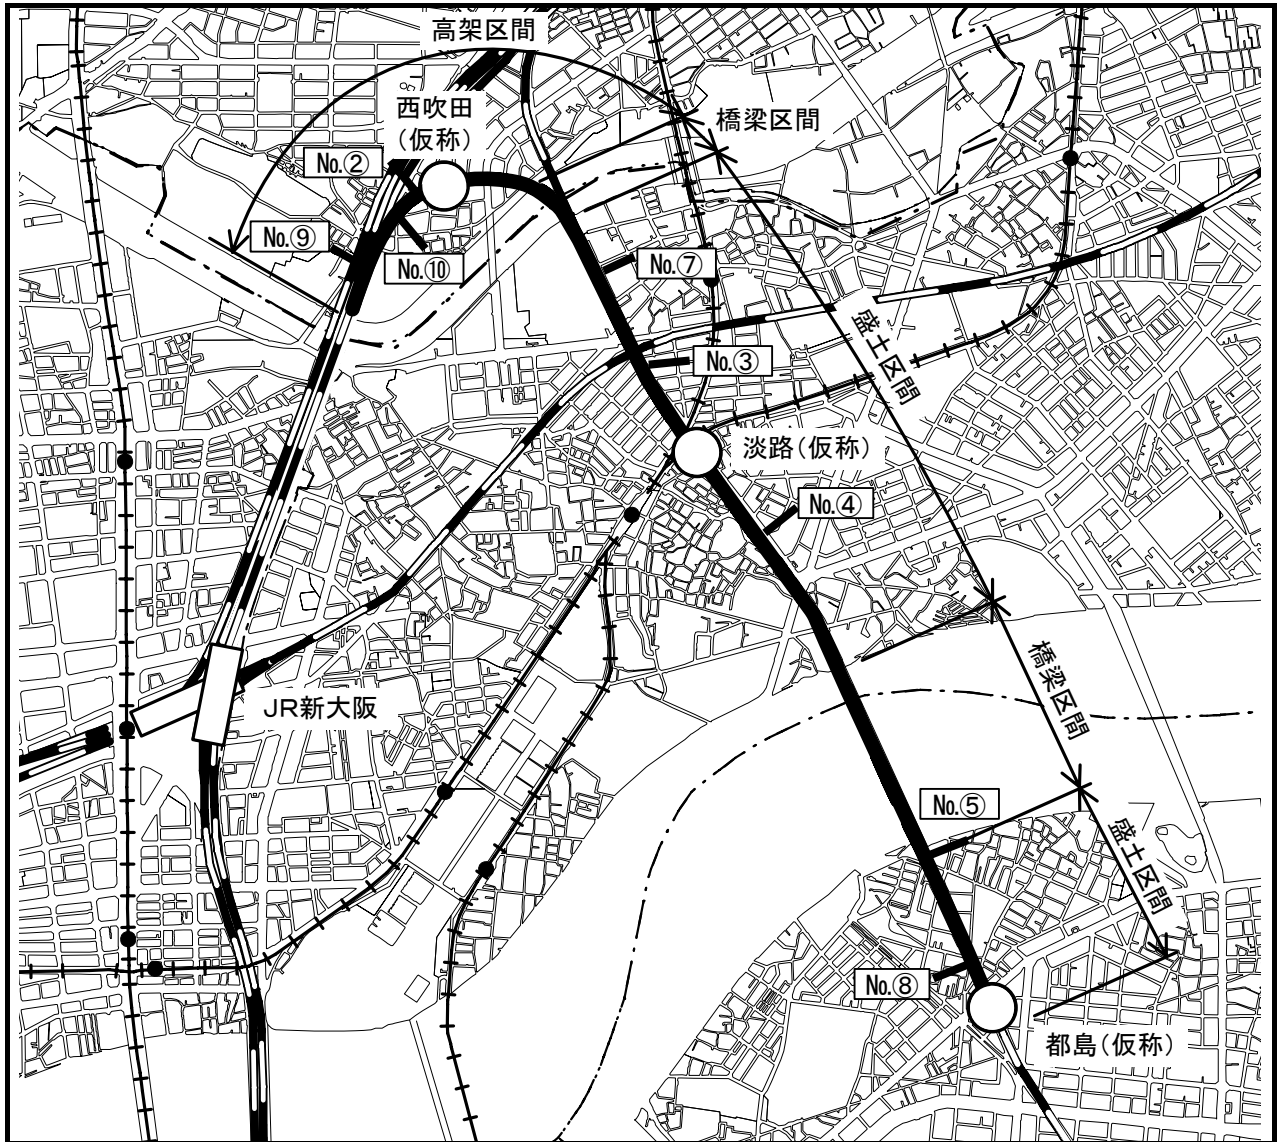 高架区間
西吹田
(仮称)
橋梁区間
No.②
No.⑨
No.⑩
No.⑦
盛土区間
No.③
淡路(仮称)
No.④
橋梁区間
JR新大阪
No.⑤
盛土区間
No.⑧
都島(仮称)